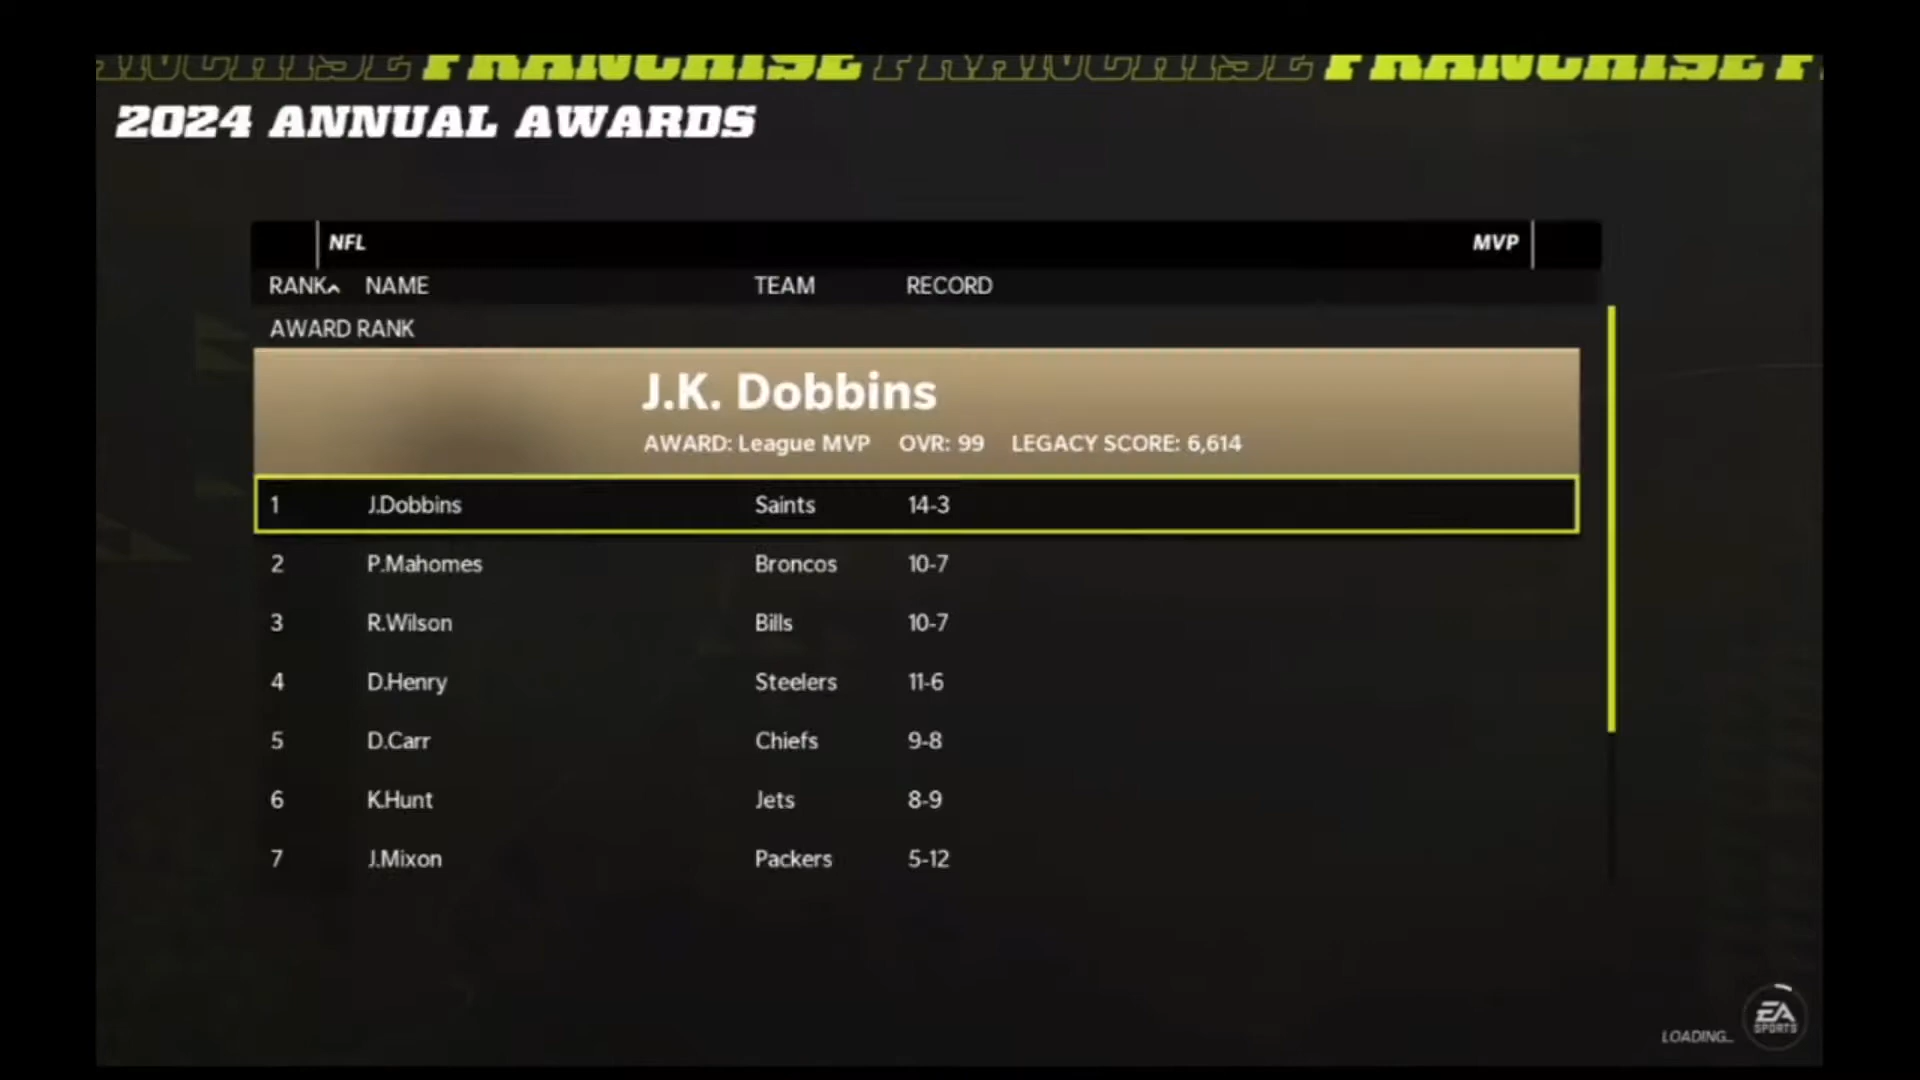 FRANCHISE FRANCHISE FRANCHISE
2024 ANNUAL AWARDS
NFL MVP
RANK NAME TEAM RECORD
AWARD RANK
J.K. Dobbins
AWARD: League MVP OVR: 99 LEGACY SCORE: 6,614
1 J.Dobbins Saints 14-3
2 P.Mahomes Broncos 10-7
3 R.Wilson Bills 10-7
4 D.Henry Steelers 11-6
5 D.Carr Chiefs 9-8
6 K.Hunt Jets 8-9
7 J.Mixon Packers 5-12
LOADING...
EA SPORTS